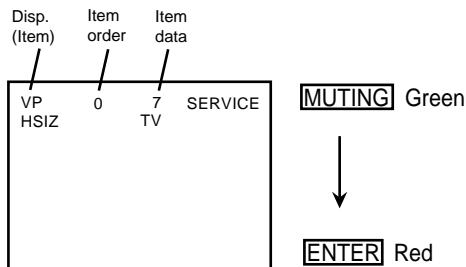 Disp. Item Item
(Item) order data
VP 0 7 SERVICE
HSIZ TV
MUTING Green
ENTER Red